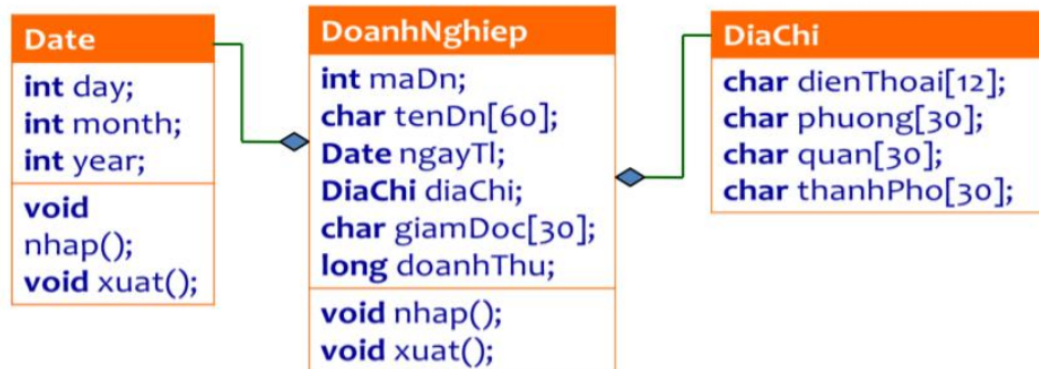 Date
int day;
int month;
int year;
void
nhap();
void xuat();
DoanhNghiep
int maDn;
char tenDn[60];
Date ngayTl;
DiaChi diaChi;
char giamDoc[30];
long doanhThu;
void nhap();
void xuat();
DiaChi
char dienThoai[12];
char phuong[30];
char quan[30];
char thanhPho[30];